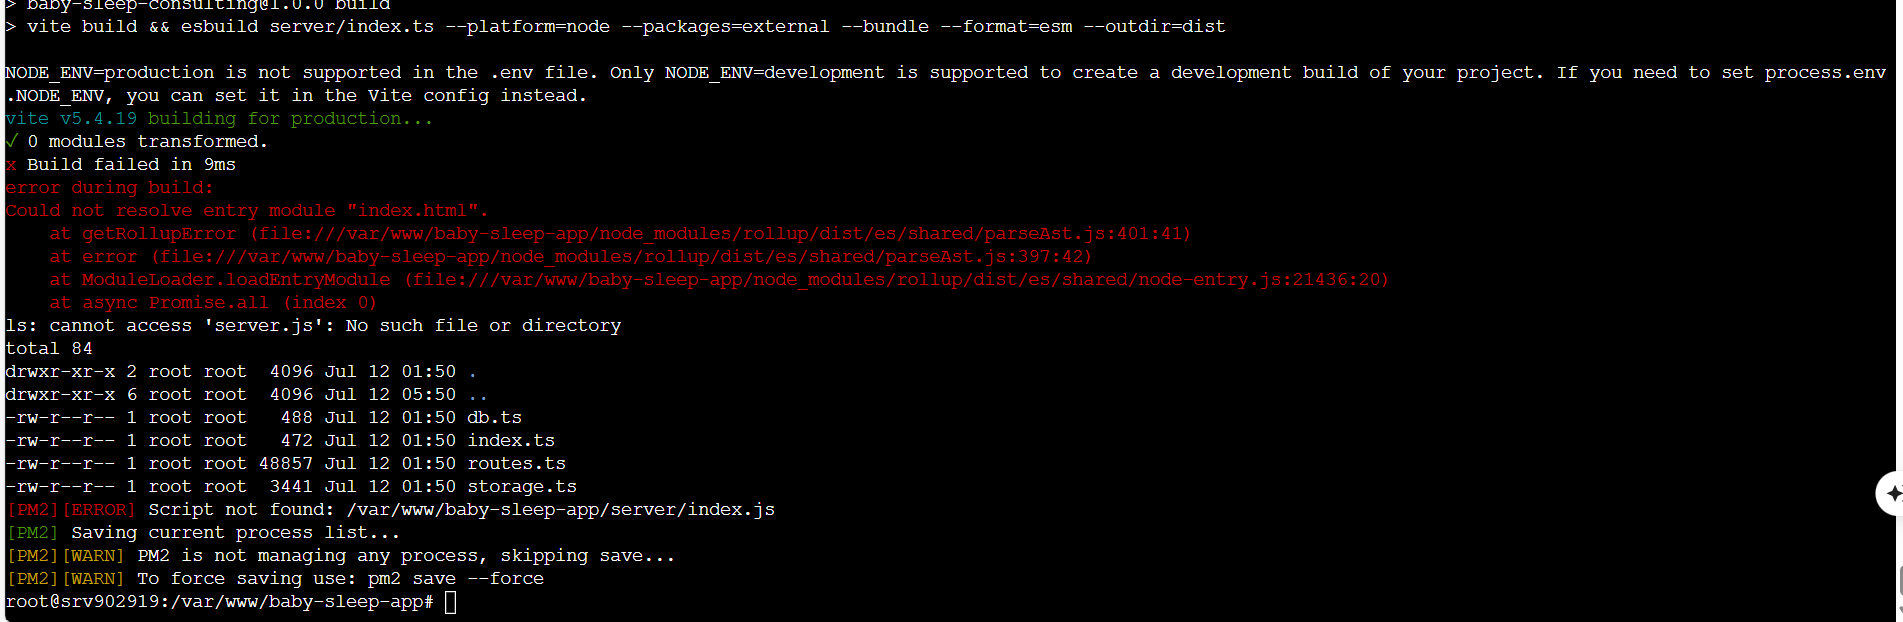 > baby-sleep-consulting@1.0.0 build
> vite build && esbuild server/index.ts --platform=node --packages=external --bundle --format=esm --outdir=dist
NODE_ENV=production is not supported in the .env file. Only NODE_ENV=development is supported to create a development build of your project. If you need to set process.env
.NODE_ENV, you can set it in the Vite config instead.
vite v5.4.19 building for production...
✓ 0 modules transformed.
x Build failed in 9ms
error during build:
Could not resolve entry module "index.html".
    at getRollupError (file:///var/www/baby-sleep-app/node_modules/rollup/dist/es/shared/parseAst.js:401:41)
    at error (file:///var/www/baby-sleep-app/node_modules/rollup/dist/es/shared/parseAst.js:397:42)
    at ModuleLoader.loadEntryModule (file:///var/www/baby-sleep-app/node_modules/rollup/dist/es/shared/node-entry.js:21436:20)
    at async Promise.all (index 0)
ls: cannot access 'server.js': No such file or directory
total 84
drwxr-xr-x 2 root root  4096 Jul 12 01:50 .
drwxr-xr-x 6 root root  4096 Jul 12 05:50 ..
-rw-r--r-- 1 root root   488 Jul 12 01:50 db.ts
-rw-r--r-- 1 root root   472 Jul 12 01:50 index.ts
-rw-r--r-- 1 root root 48857 Jul 12 01:50 routes.ts
-rw-r--r-- 1 root root  3441 Jul 12 01:50 storage.ts
[PM2][ERROR] Script not found: /var/www/baby-sleep-app/server/index.js
[PM2] Saving current process list...
[PM2][WARN] PM2 is not managing any process, skipping save...
[PM2][WARN] To force saving use: pm2 save --force
root@srv902919:/var/www/baby-sleep-app#